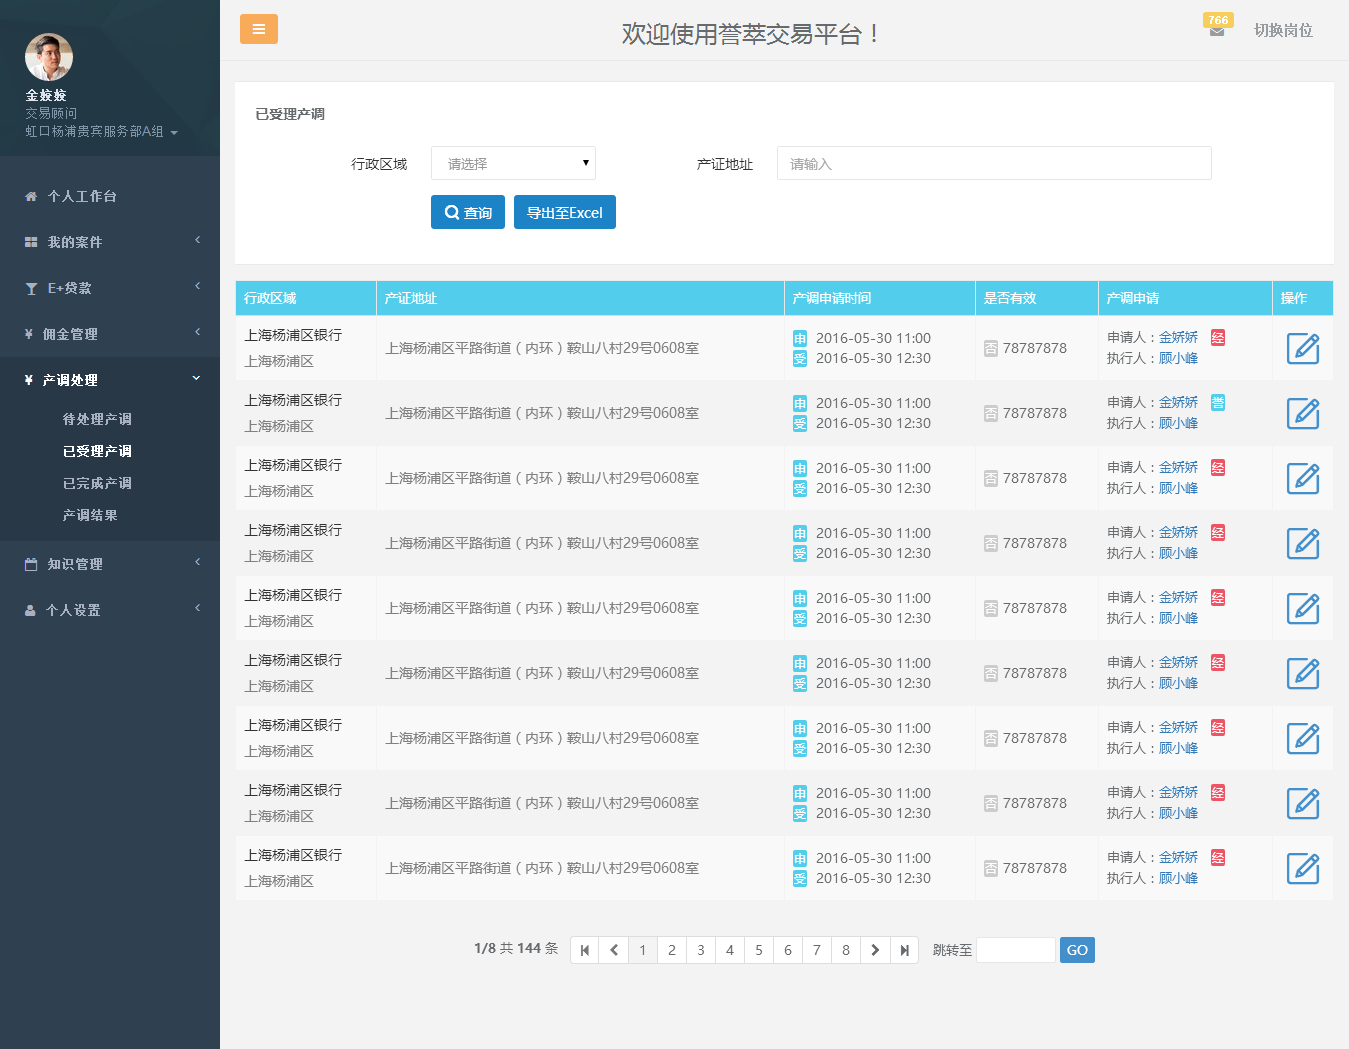 欢迎使用誉萃交易平台！
766
切换岗位
金姣姣
交易顾问
虹口杨浦贵宾服务部A组
个人工作台
我的案件
E+贷款
¥ 佣金管理
¥ 产调处理
待处理产调
已受理产调
已完成产调
产调结果
知识管理
个人设置
已受理产调
行政区域 请选择 产证地址 请输入
查询 导出至Excel
行政区域 产证地址 产调申请时间 是否有效 产调申请 操作
上海杨浦区银行
上海杨浦区
上海杨浦区平路街道（内环）鞍山八村29号0608室
申 2016-05-30 11:00
受 2016-05-30 12:30
否 78787878
申请人：金娇娇 经
执行人：顾小峰
上海杨浦区银行
上海杨浦区
上海杨浦区平路街道（内环）鞍山八村29号0608室
申 2016-05-30 11:00
受 2016-05-30 12:30
否 78787878
申请人：金娇娇 誉
执行人：顾小峰
上海杨浦区银行
上海杨浦区
上海杨浦区平路街道（内环）鞍山八村29号0608室
申 2016-05-30 11:00
受 2016-05-30 12:30
否 78787878
申请人：金娇娇 经
执行人：顾小峰
上海杨浦区银行
上海杨浦区
上海杨浦区平路街道（内环）鞍山八村29号0608室
申 2016-05-30 11:00
受 2016-05-30 12:30
否 78787878
申请人：金娇娇 经
执行人：顾小峰
上海杨浦区银行
上海杨浦区
上海杨浦区平路街道（内环）鞍山八村29号0608室
申 2016-05-30 11:00
受 2016-05-30 12:30
否 78787878
申请人：金娇娇 经
执行人：顾小峰
上海杨浦区银行
上海杨浦区
上海杨浦区平路街道（内环）鞍山八村29号0608室
申 2016-05-30 11:00
受 2016-05-30 12:30
否 78787878
申请人：金娇娇 经
执行人：顾小峰
上海杨浦区银行
上海杨浦区
上海杨浦区平路街道（内环）鞍山八村29号0608室
申 2016-05-30 11:00
受 2016-05-30 12:30
否 78787878
申请人：金娇娇 经
执行人：顾小峰
上海杨浦区银行
上海杨浦区
上海杨浦区平路街道（内环）鞍山八村29号0608室
申 2016-05-30 11:00
受 2016-05-30 12:30
否 78787878
申请人：金娇娇 经
执行人：顾小峰
上海杨浦区银行
上海杨浦区
上海杨浦区平路街道（内环）鞍山八村29号0608室
申 2016-05-30 11:00
受 2016-05-30 12:30
否 78787878
申请人：金娇娇 经
执行人：顾小峰
1/8 共 144 条 1 2 3 4 5 6 7 8 跳转至 GO